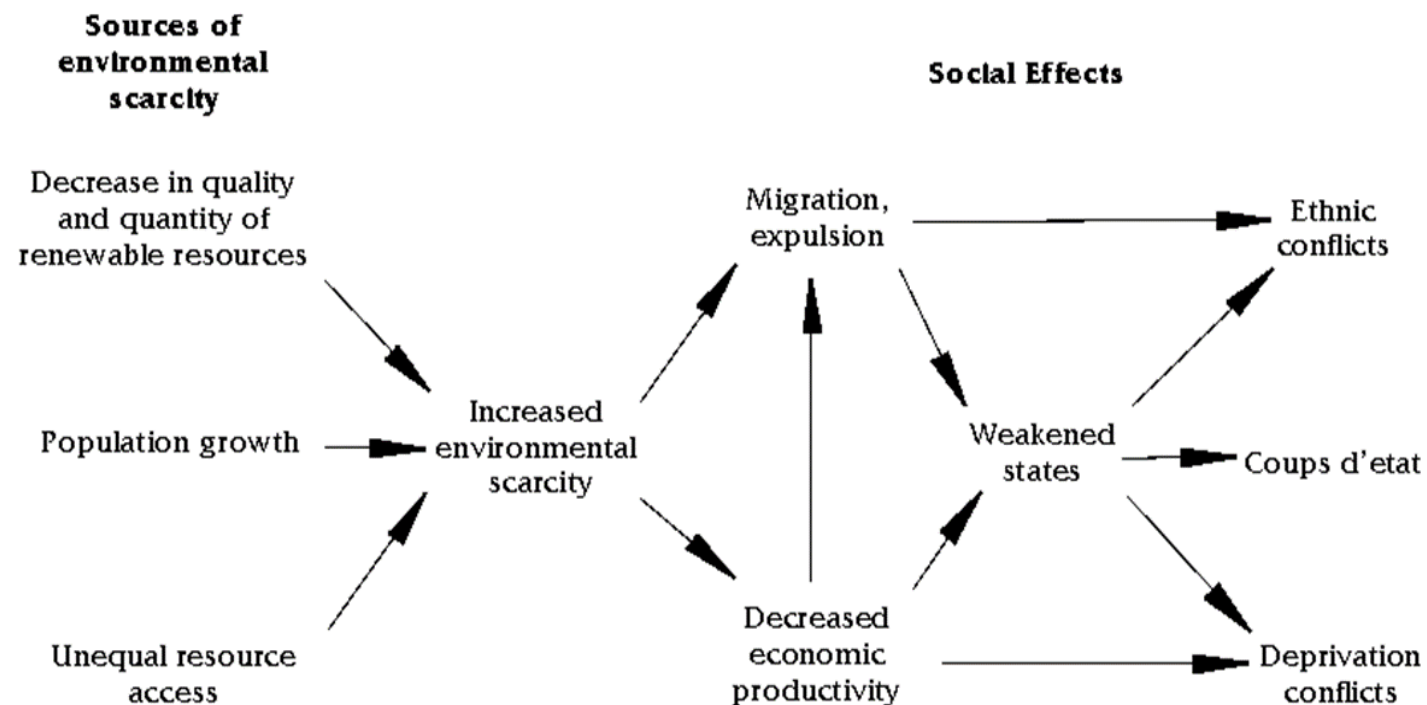 Sources of
environmental
scarcity
Social Effects
Decrease in quality
and quantity of
renewable resources
Migration,
expulsion
Ethnic
conflicts
Population growth
Increased
environmental
scarcity
Weakened
states
Coups d'etat
Unequal resource
access
Decreased
economic
productivity
Deprivation
conflicts